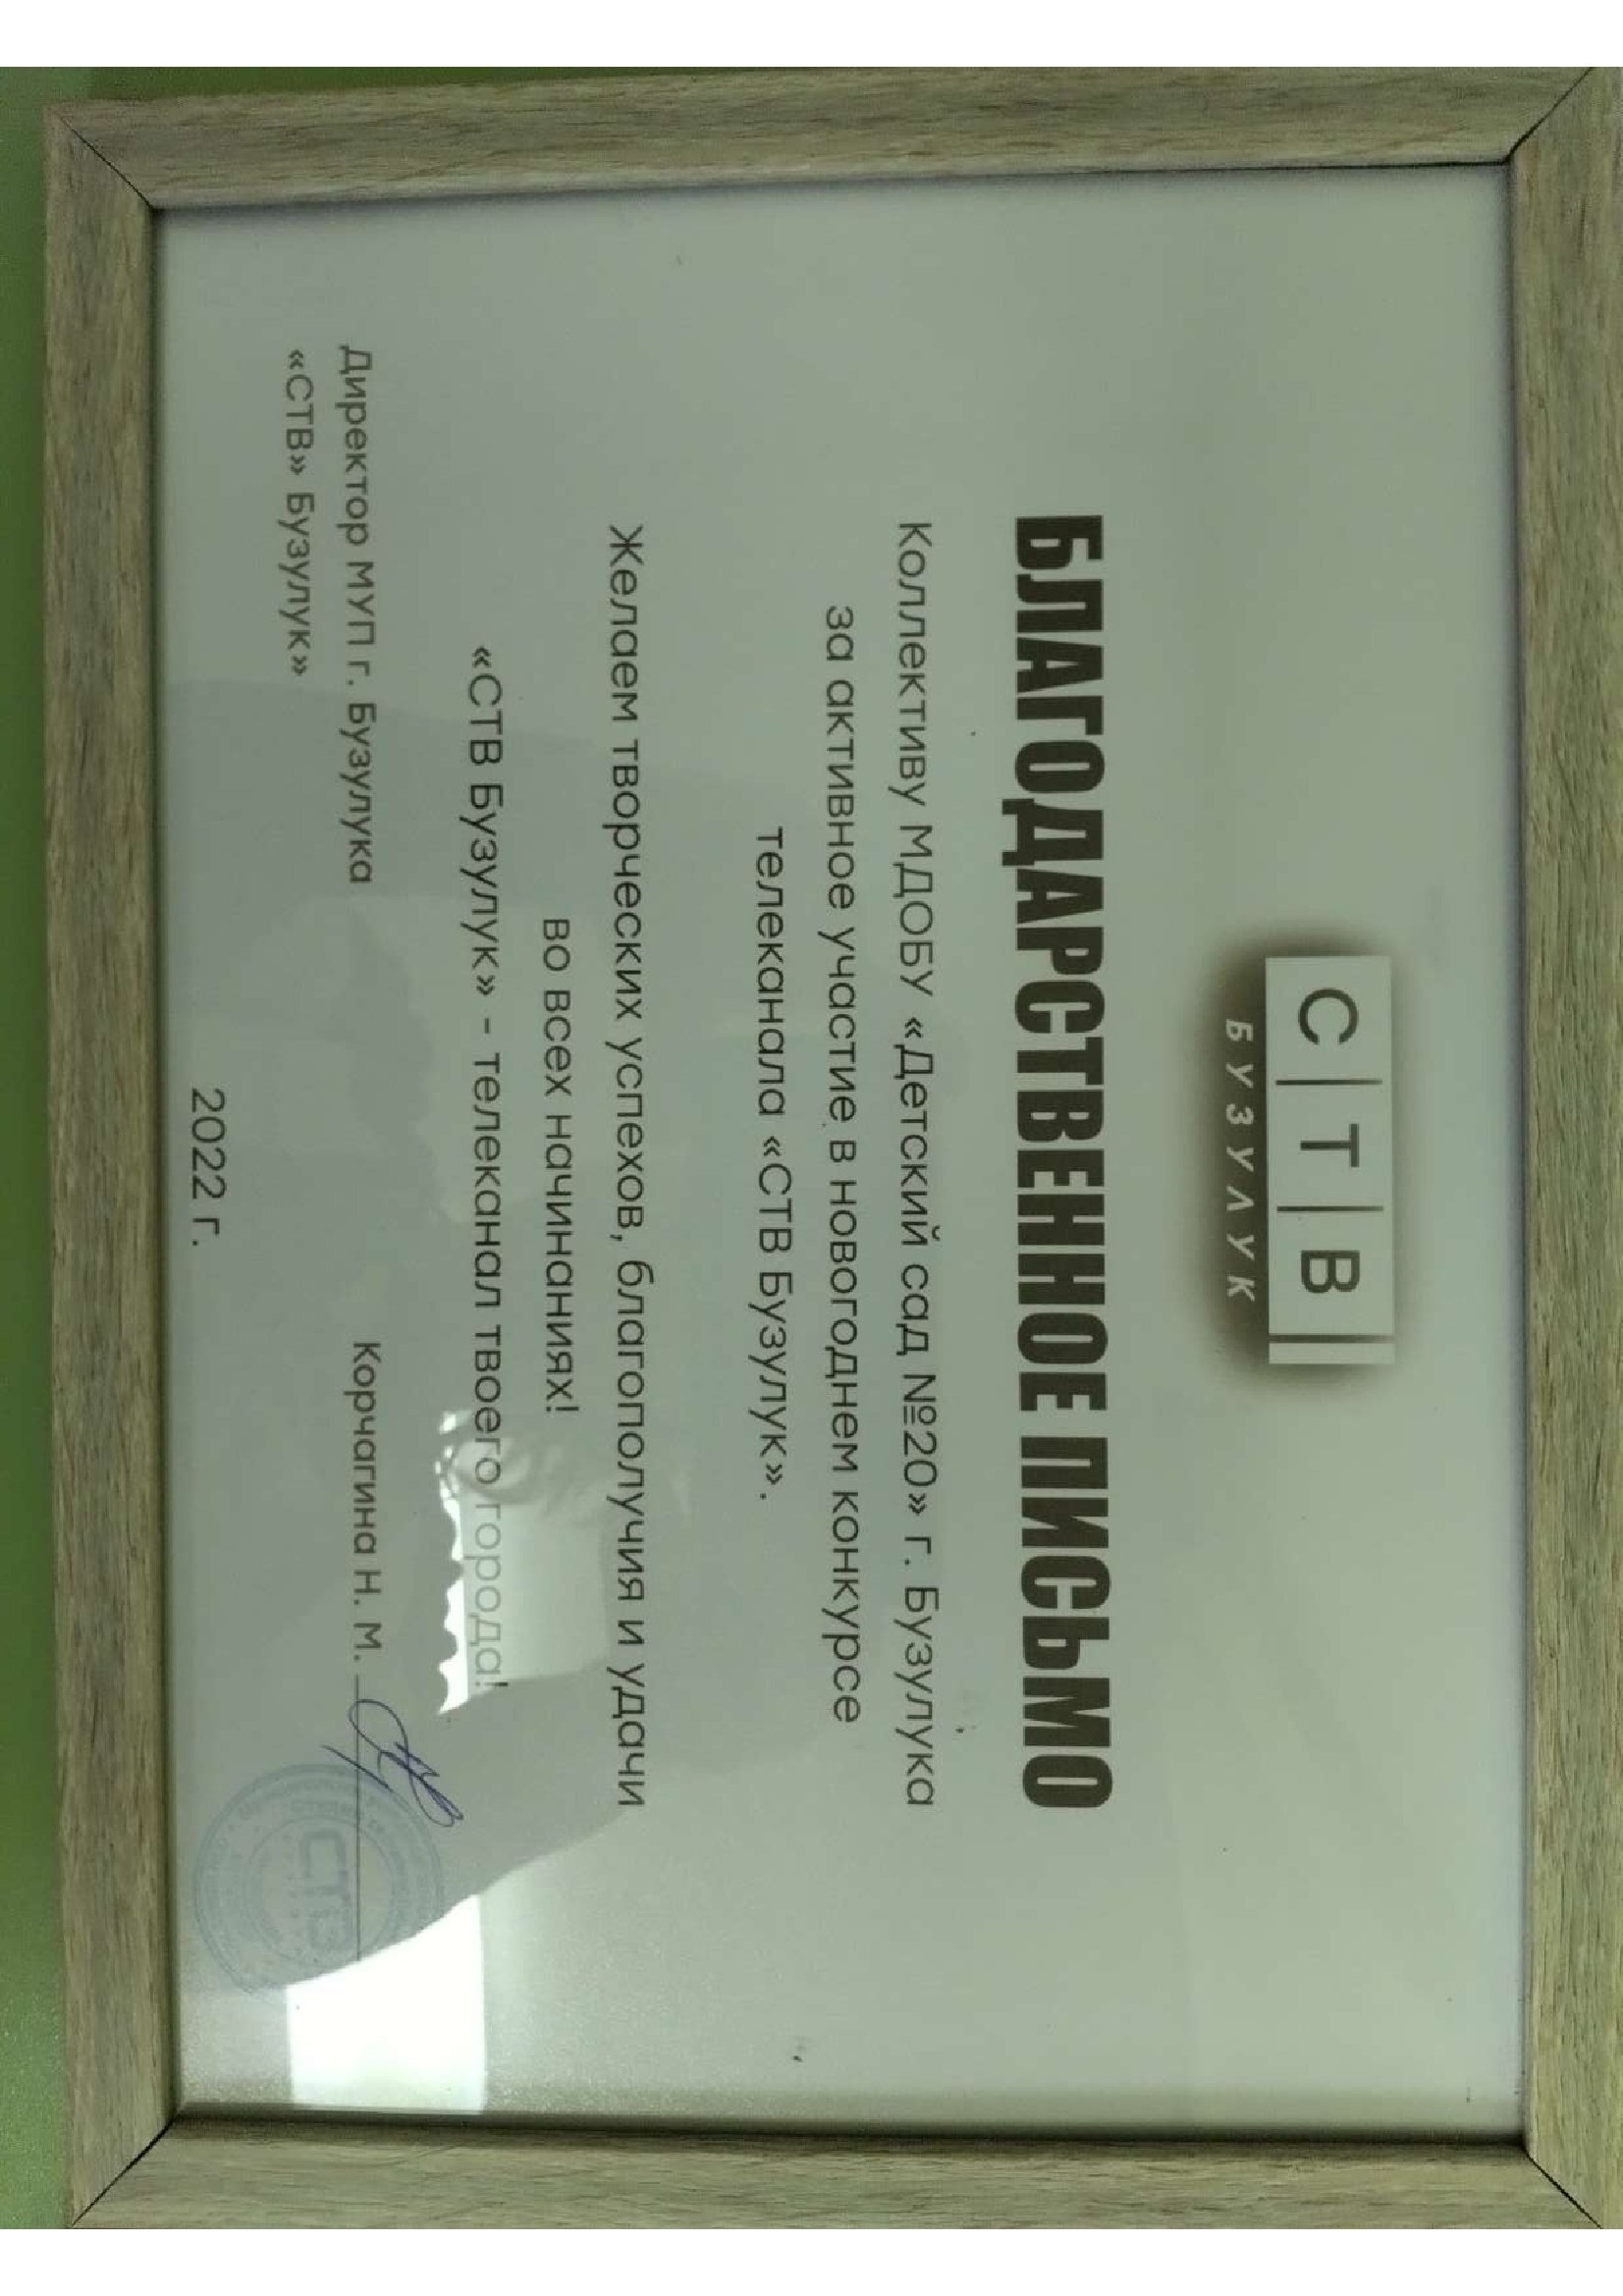 С|Т|В|
БУЗУЛУК
БЛАГОДАРСТВЕННОЕ ПИСЬМО
Коллективу МДОБУ «Детский сад №20» г. Бузулука
за активное участие в новогоднем конкурсе
телеканала «СТВ Бузулук».
Желаем творческих успехов, благополучия и удачи
во всех начинаниях!
«СТВ Бузулук» - телеканал твоего города!
Директор МУП г. Бузулука
«СТВ» Бузулук»
Корчагина Н. М.
СТВ
2022 г.